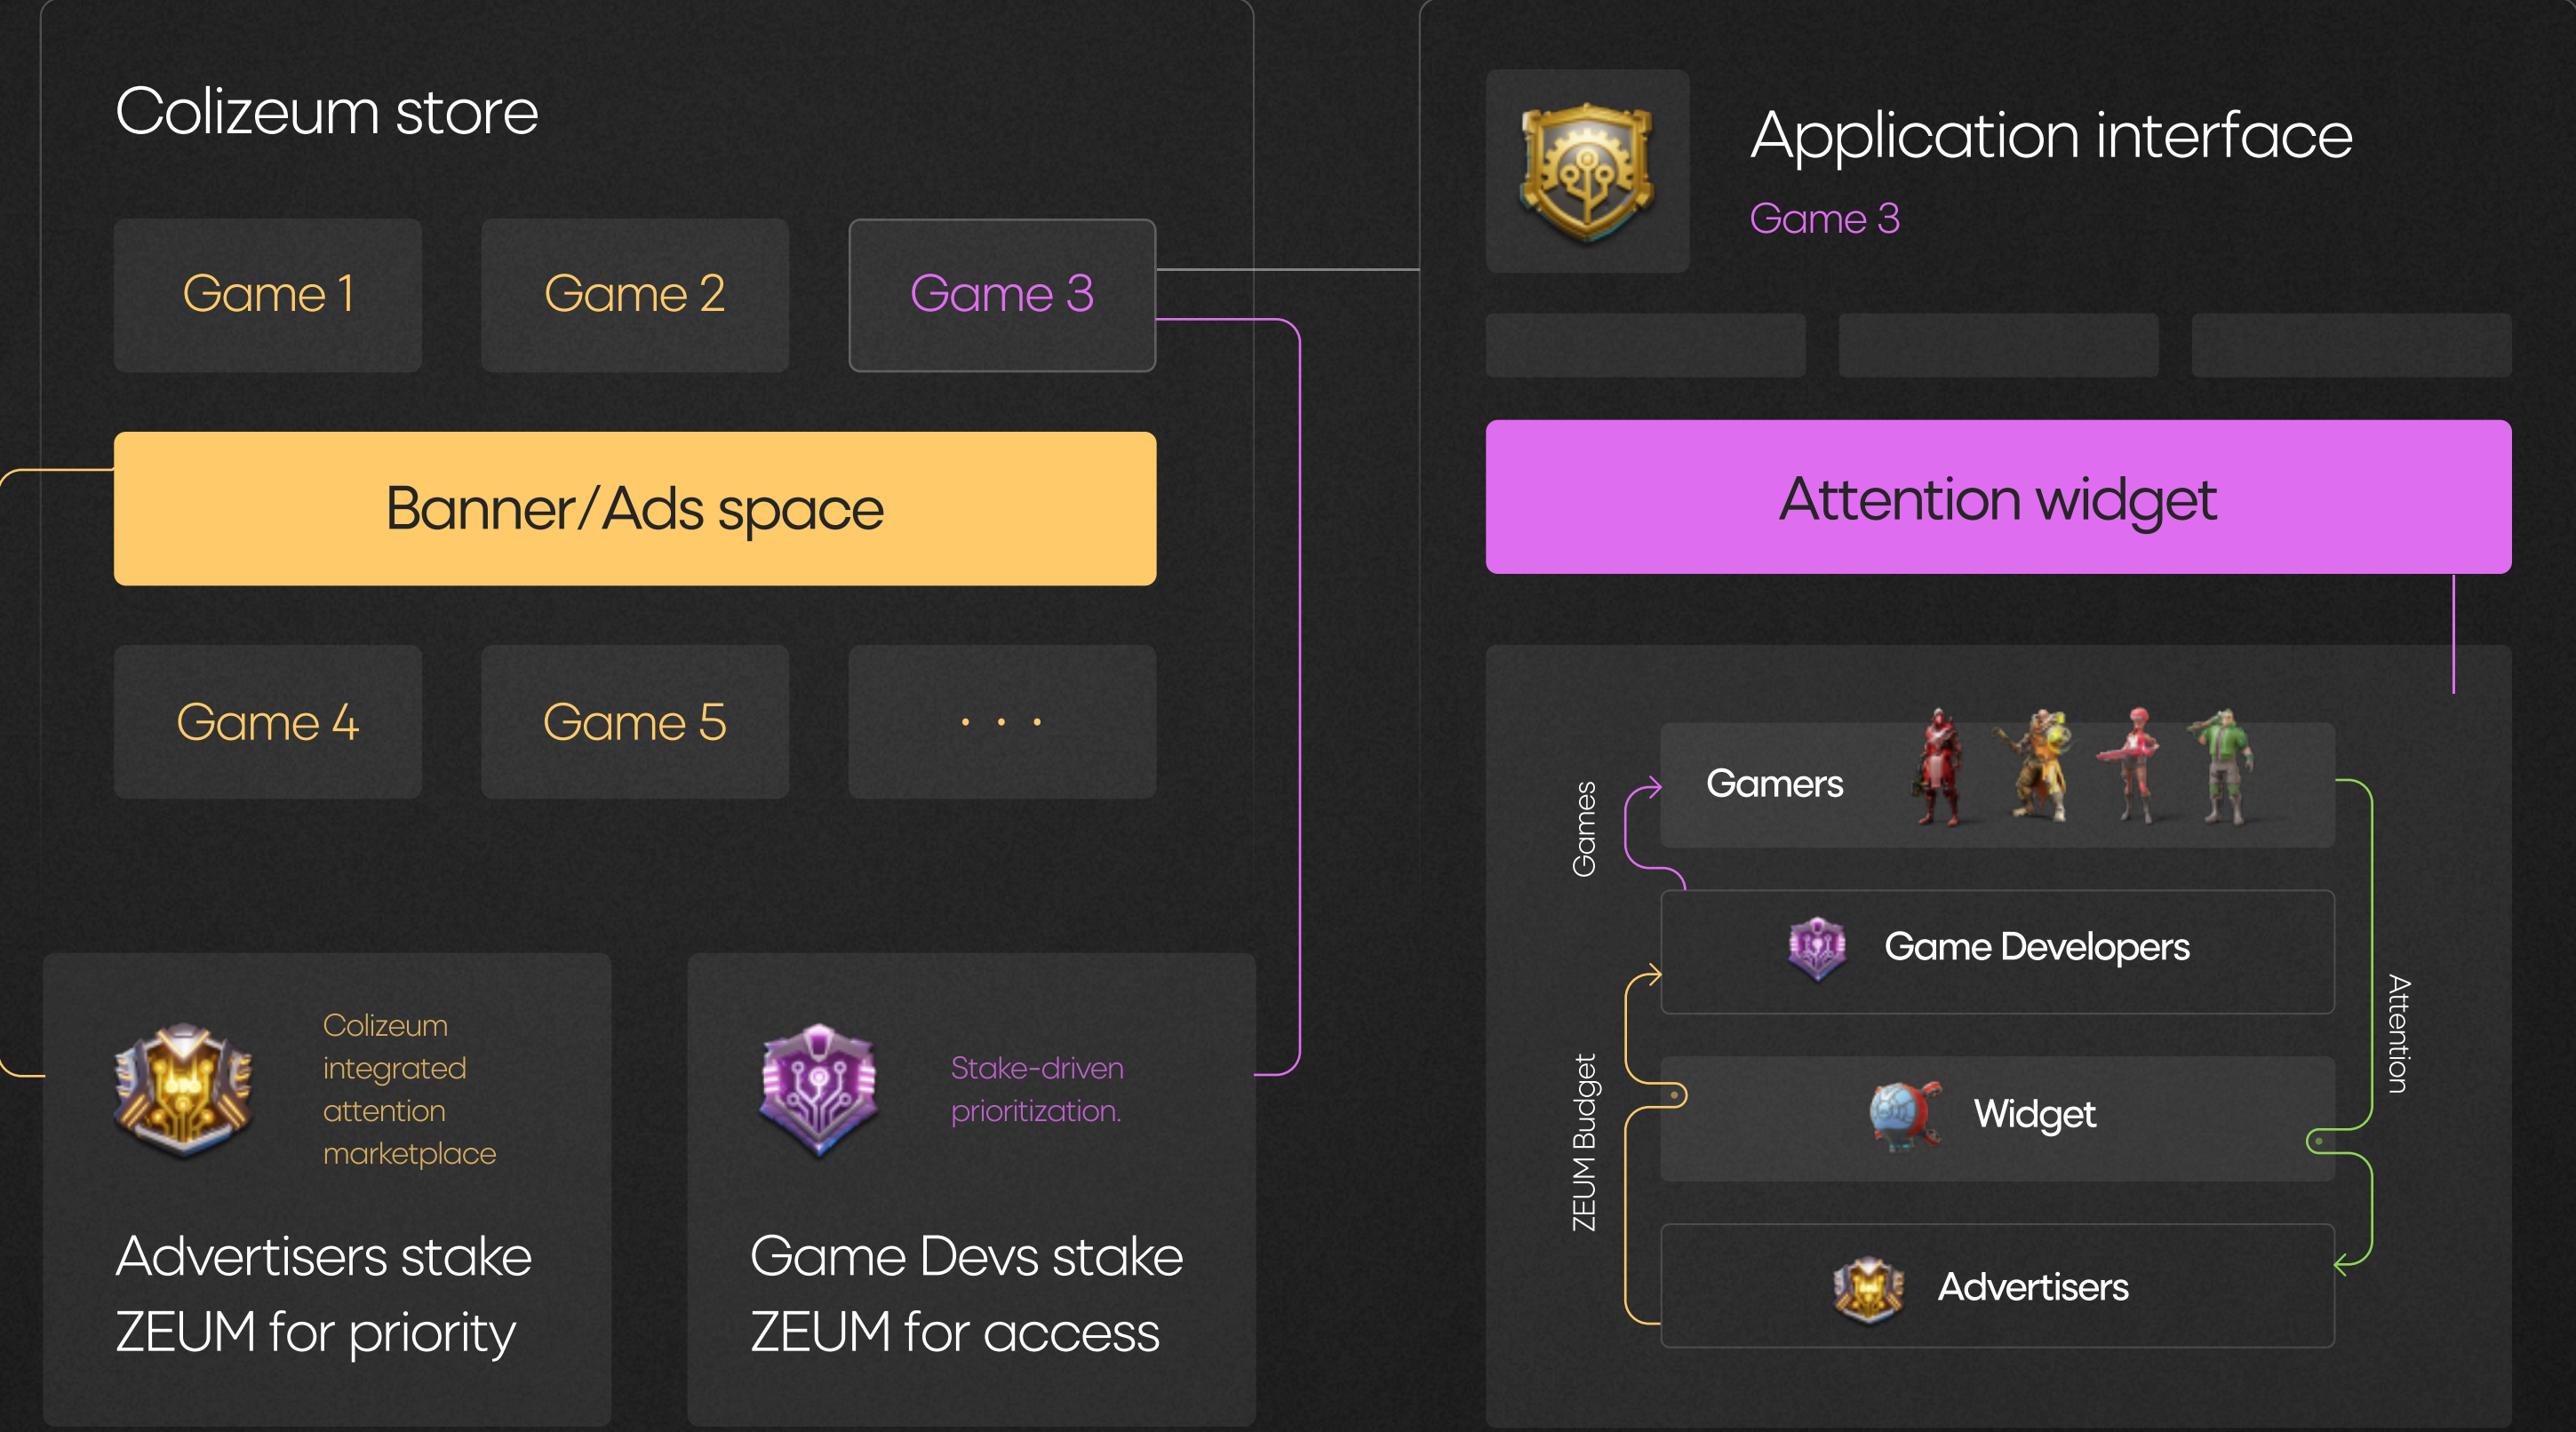 Colizeum store
Game 1
Game 2
Game 3
Banner/Ads space
Game 4
Game 5
. . .
Colizeum
integrated
attention
marketplace
Advertisers stake
ZEUM for priority
Stake-driven
prioritization.
Game Devs stake
ZEUM for access
Application interface
Game 3
Attention widget
Gamers
Games
Game Developers
Attention
ZEUM Budget
Widget
Advertisers